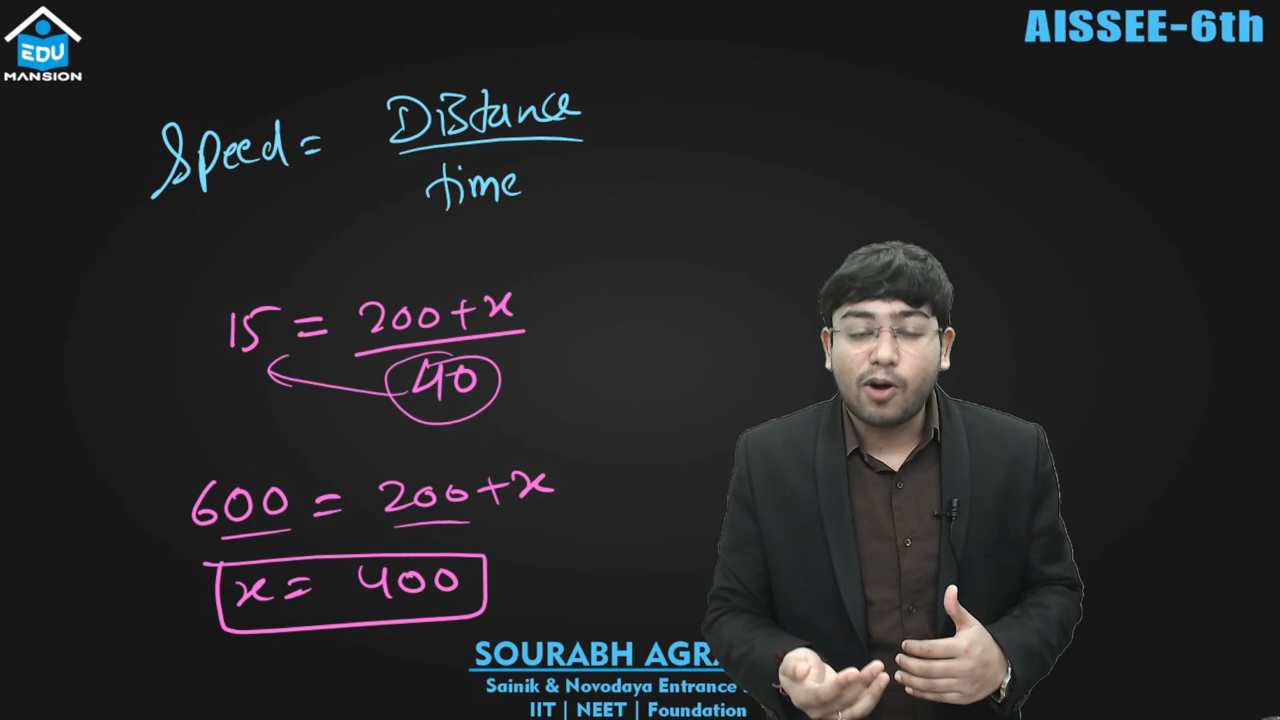 EDU
MANSION
AISSEE-6th
Speed = Distance
time
15 = 200+x
40
600 = 200+x
x = 400
SOURABH
Sainik & Novodaya Entrance
IIT | NEET | Foundation